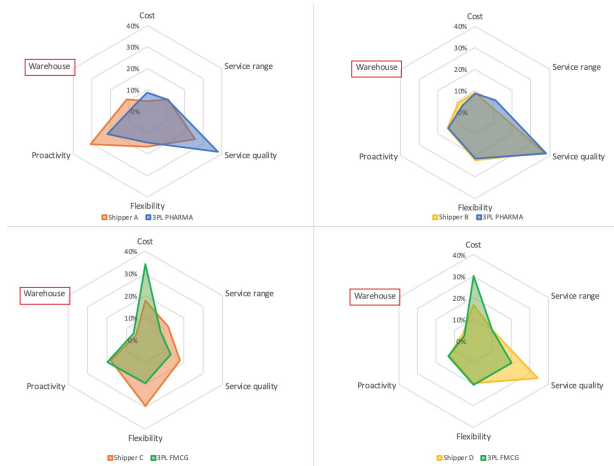 Cost
40%
30%
20%
10%
0%
Warehouse
Service range
Proactivity
Service quality
Flexibility
Shipper A 3PL PHARMA
Cost
40%
30%
20%
10%
0%
Warehouse
Service range
Proactivity
Service quality
Flexibility
Shipper B 3PL PHARMA
Cost
40%
30%
20%
10%
0%
Warehouse
Service range
Proactivity
Service quality
Flexibility
Shipper C 3PL FMCG
Cost
40%
30%
20%
10%
0%
Warehouse
Service range
Proactivity
Service quality
Flexibility
Shipper D 3PL FMCG